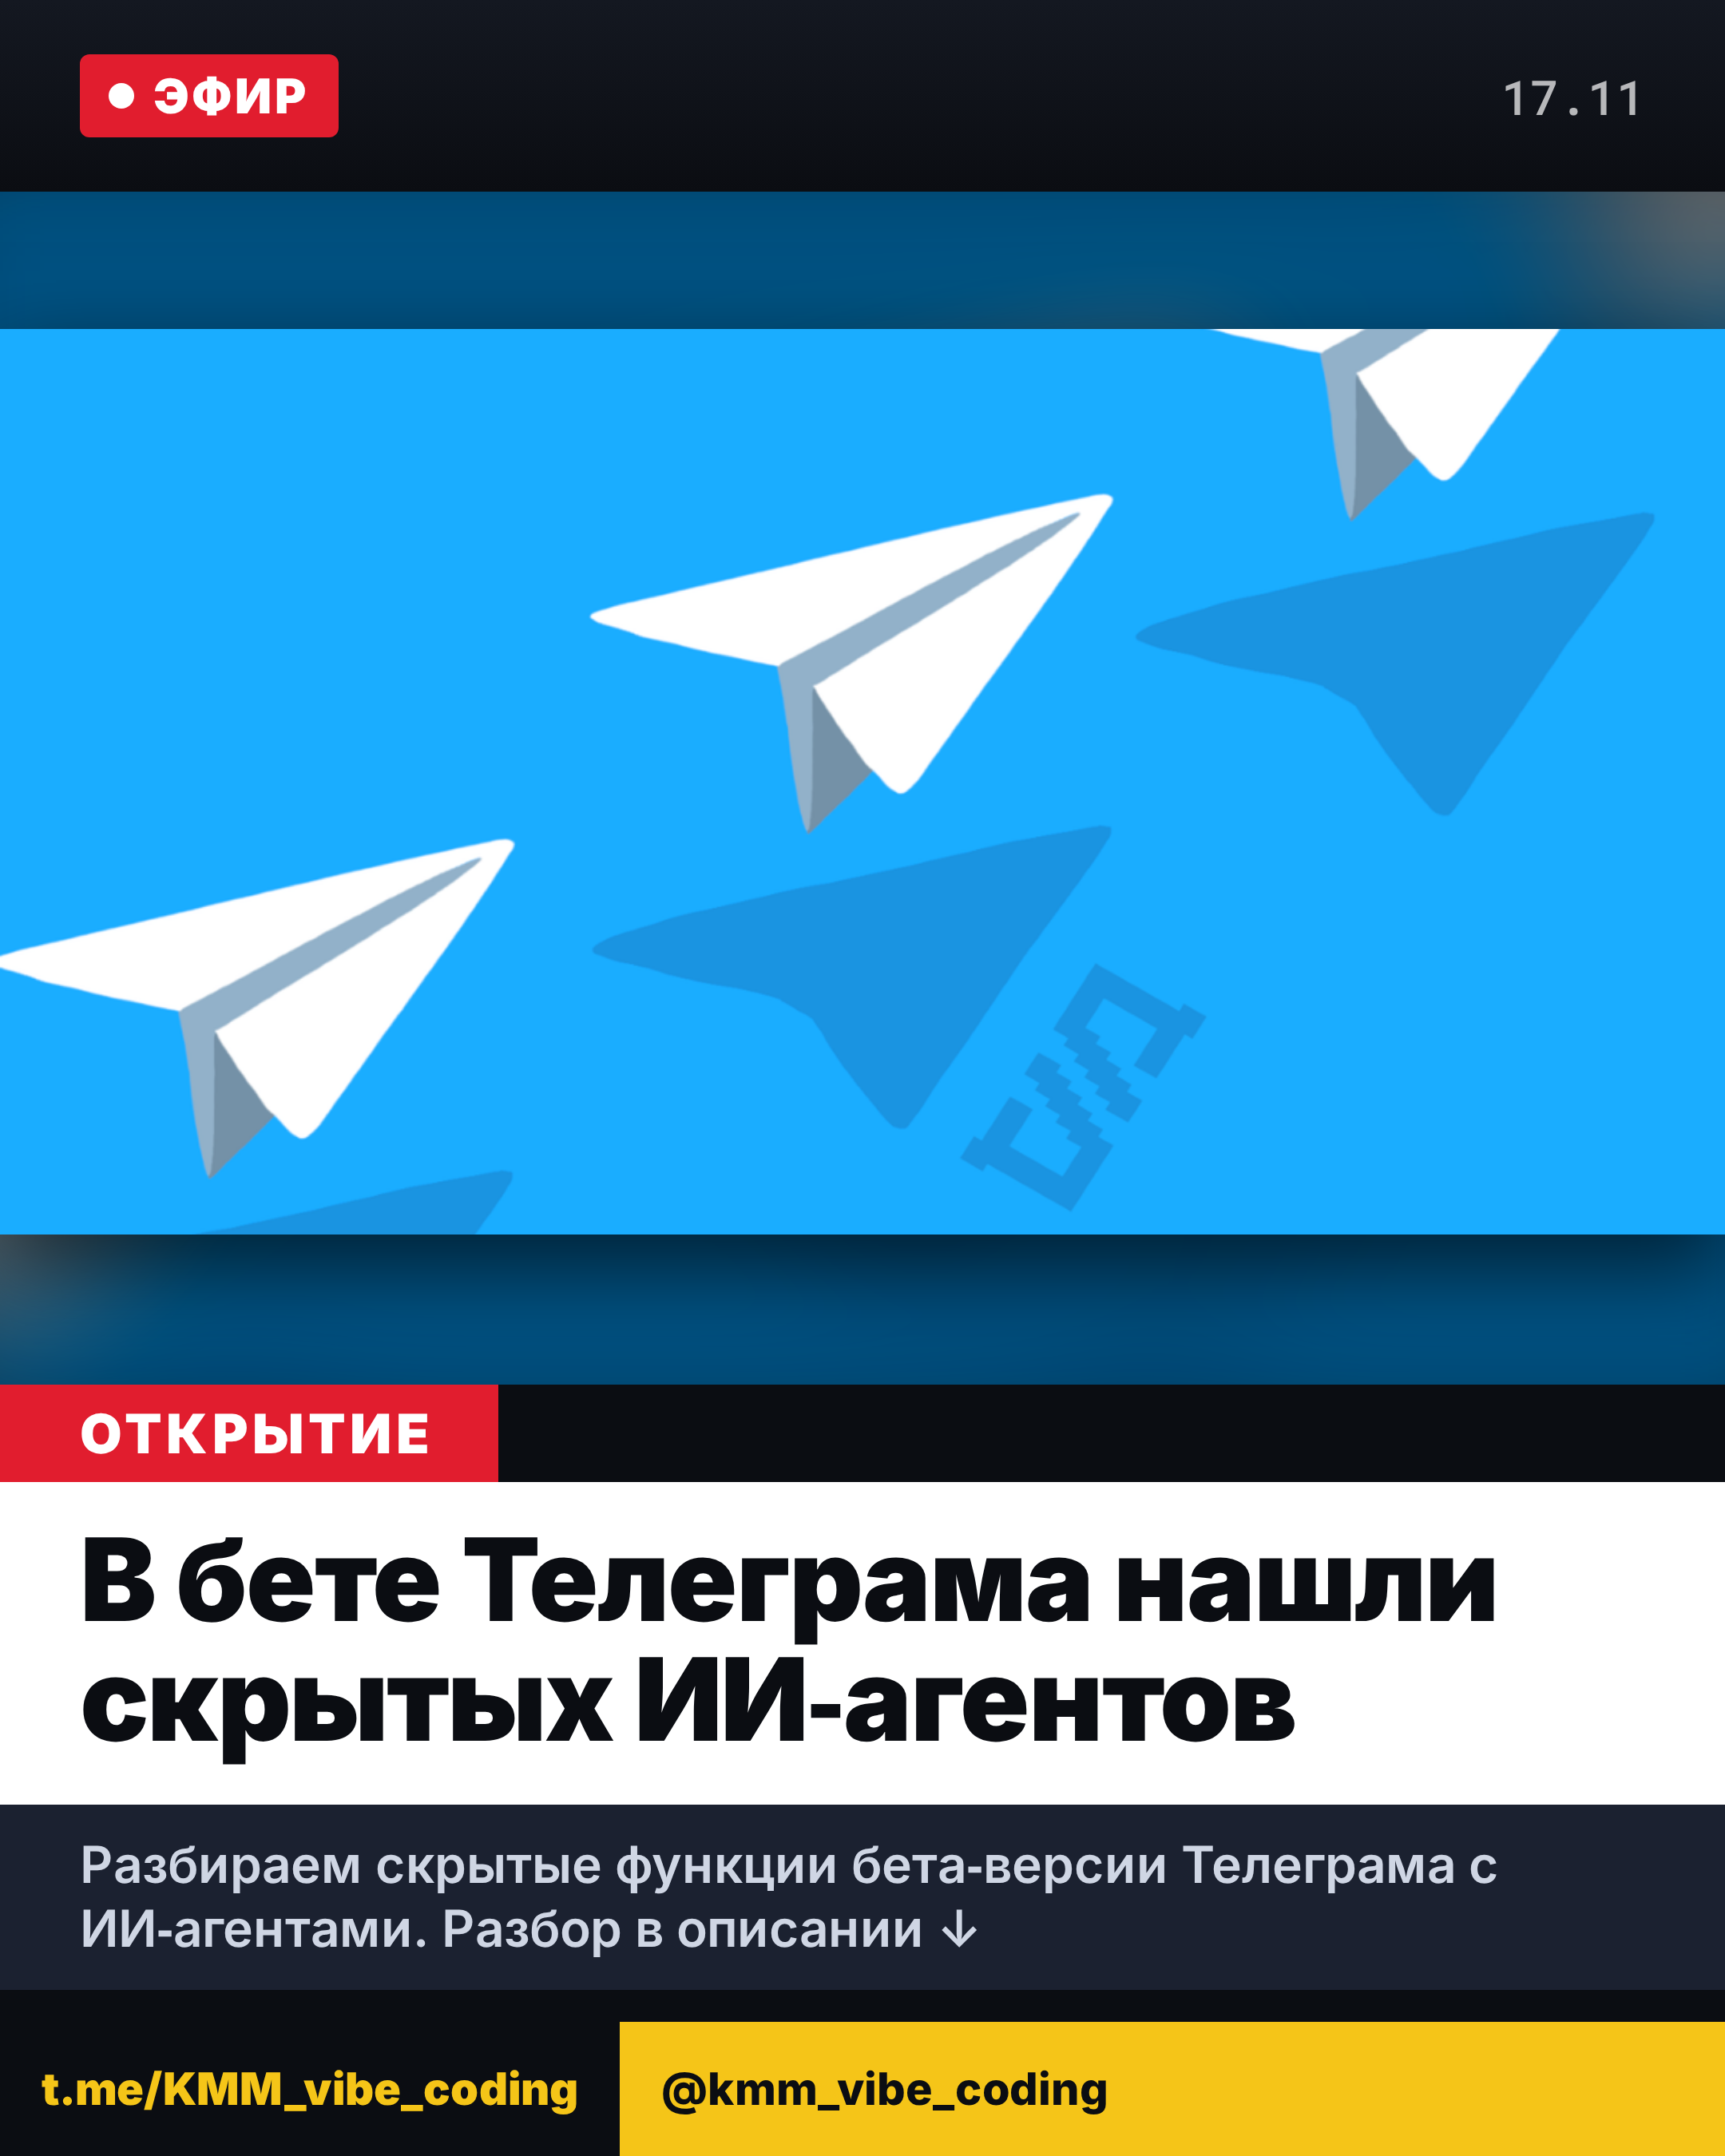 ЭФИР
17.11
ОТКРЫТИЕ
В бете Телеграма нашли
скрытых ИИ-агентов
Разбираем скрытые функции бета-версии Телеграма с
ИИ-агентами. Разбор в описании ↓
t.me/KMM_vibe_coding
@kmm_vibe_coding